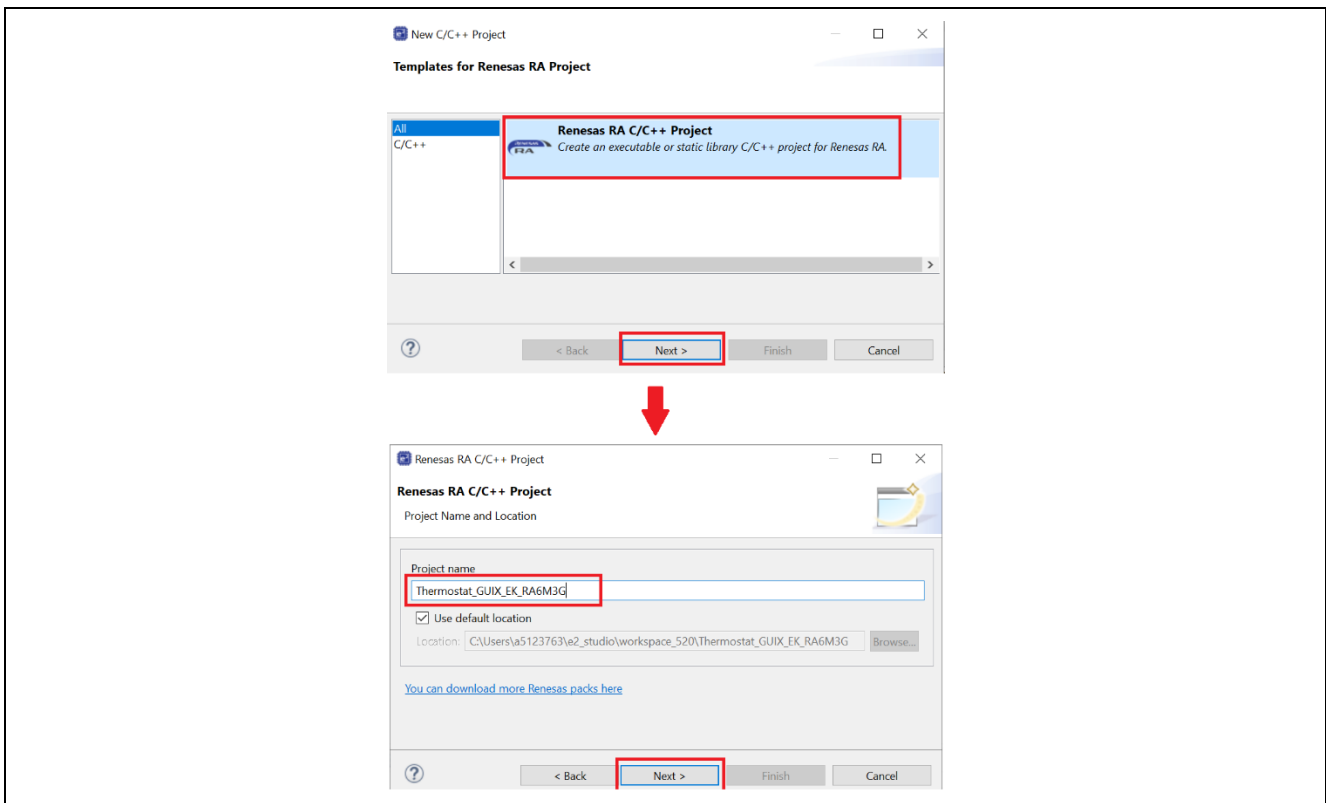 New C/C++ Project
Templates for Renesas RA Project
All
C/C++
Renesas RA C/C++ Project
Create an executable or static library C/C++ project for Renesas RA.
RA
< Back
Next >
Finish
Cancel
Renesas RA C/C++ Project
Renesas RA C/C++ Project
Project Name and Location
Project name
Thermostat_GUIX_EK_RA6M3G
Use default location
Location: C:\Users\a5123763\e2_studio\workspace_520\Thermostat_GUIX_EK_RA6M3G Browse...
You can download more Renesas packs here
< Back
Next >
Finish
Cancel